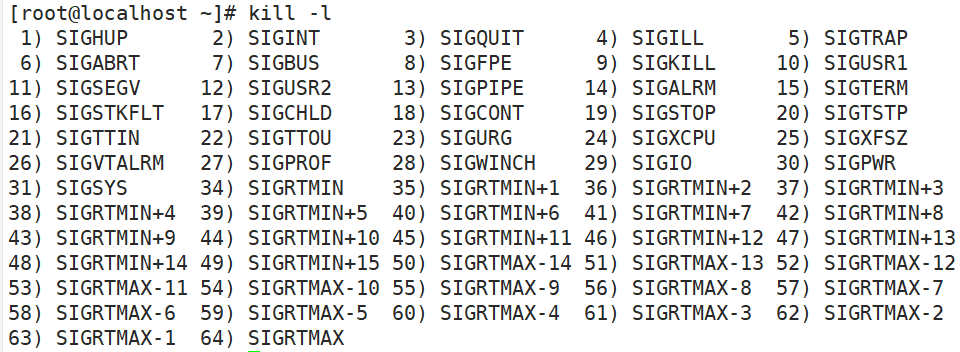 [root@localhost ~]# kill -l
 1) SIGHUP       2) SIGINT       3) SIGQUIT      4) SIGILL       5) SIGTRAP
 6) SIGABRT      7) SIGBUS       8) SIGFPE       9) SIGKILL     10) SIGUSR1
11) SIGSEGV     12) SIGUSR2     13) SIGPIPE     14) SIGALRM     15) SIGTERM
16) SIGSTKFLT   17) SIGCHLD     18) SIGCONT     19) SIGSTOP     20) SIGTSTP
21) SIGTTIN     22) SIGTTOU     23) SIGURG      24) SIGXCPU     25) SIGXFSZ
26) SIGVTALRM   27) SIGPROF     28) SIGWINCH    29) SIGIO       30) SIGPWR
31) SIGSYS      34) SIGRTMIN    35) SIGRTMIN+1  36) SIGRTMIN+2  37) SIGRTMIN+3
38) SIGRTMIN+4  39) SIGRTMIN+5  40) SIGRTMIN+6  41) SIGRTMIN+7  42) SIGRTMIN+8
43) SIGRTMIN+9  44) SIGRTMIN+10 45) SIGRTMIN+11 46) SIGRTMIN+12 47) SIGRTMIN+13
48) SIGRTMIN+14 49) SIGRTMIN+15 50) SIGRTMAX-14 51) SIGRTMAX-13 52) SIGRTMAX-12
53) SIGRTMAX-11 54) SIGRTMAX-10 55) SIGRTMAX-9  56) SIGRTMAX-8  57) SIGRTMAX-7
58) SIGRTMAX-6  59) SIGRTMAX-5  60) SIGRTMAX-4  61) SIGRTMAX-3  62) SIGRTMAX-2
63) SIGRTMAX-1  64) SIGRTMAX